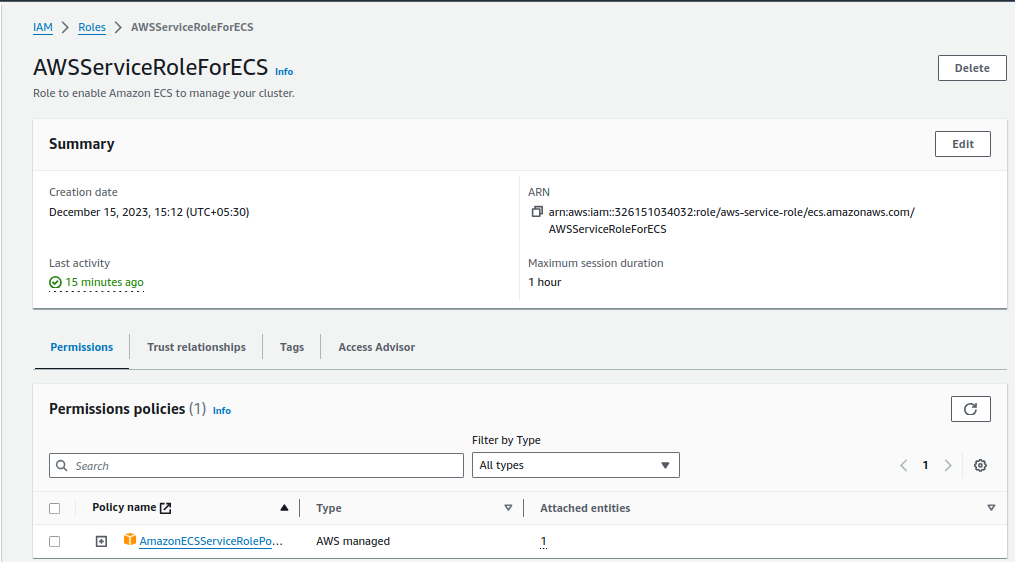 IAM > Roles > AWSServiceRoleForECS
AWSServiceRoleForECS Info
Delete
Role to enable Amazon ECS to manage your cluster.
Summary
Edit
Creation date
December 15, 2023, 15:12 (UTC+05:30)
ARN
arn:aws:iam::326151034032:role/aws-service-role/ecs.amazonaws.com/
AWSServiceRoleForECS
Last activity
15 minutes ago
Maximum session duration
1 hour
Permissions Trust relationships Tags Access Advisor
Permissions policies (1) Info
Filter by Type
Search
All types
1
Policy name Type Attached entities
AmazonECSServiceRolePo... AWS managed 1